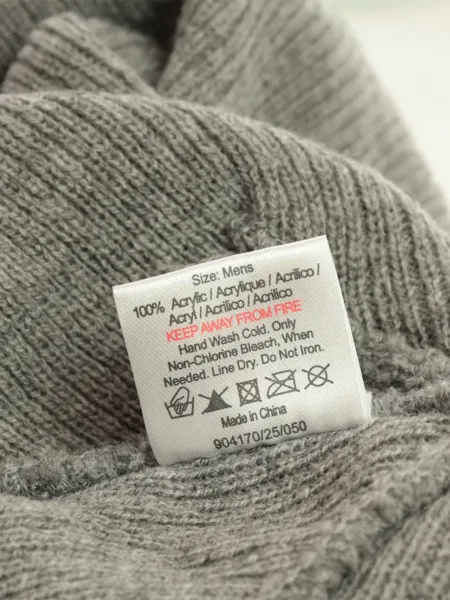 Size: Mens
100% Acrylic / Acrylique / Acrilico /
Acryl / Acrilico / Acrilico
KEEP AWAY FROM FIRE
Hand Wash Cold. Only
Non-Chlorine Bleach, When
Needed. Line Dry. Do Not Iron.
Made in China
904170/25/050